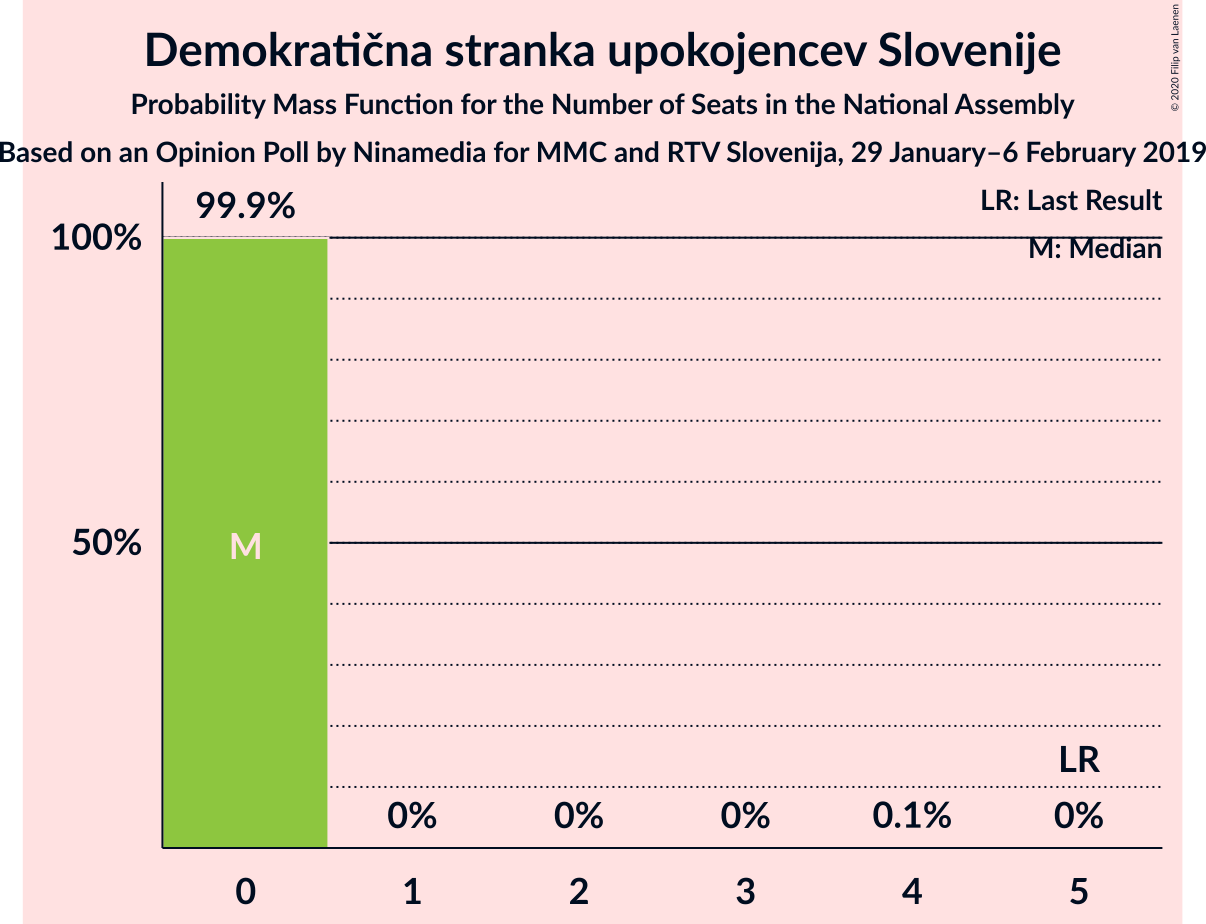 Demokratična stranka upokojencev Slovenije
Probability Mass Function for the Number of Seats in the National Assembly
Based on an Opinion Poll by Ninamedia for MMC and RTV Slovenija, 29 January–6 February 2019
© 2020 Filip van Laenen
LR: Last Result
M: Median
99.9%
100%
50%
M
LR
0% 0% 0% 0.1% 0%
0 1 2 3 4 5